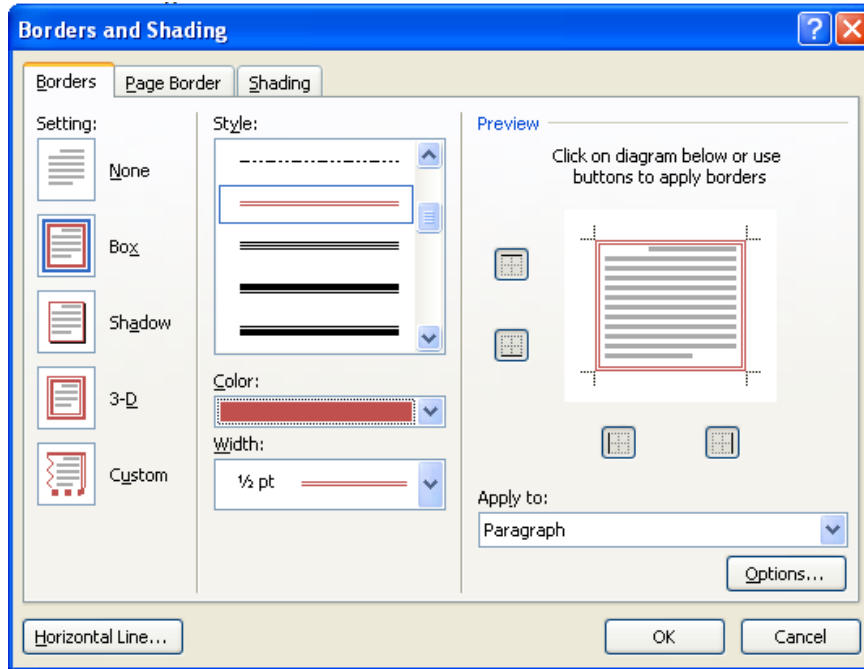 Borders and Shading
Borders
Page Border
Shading
Setting:
None
Box
Shadow
3-D
Custom
Style:
Color:
Width:
½ pt
Preview
Click on diagram below or use
buttons to apply borders
Apply to:
Paragraph
Options...
Horizontal Line...
OK
Cancel